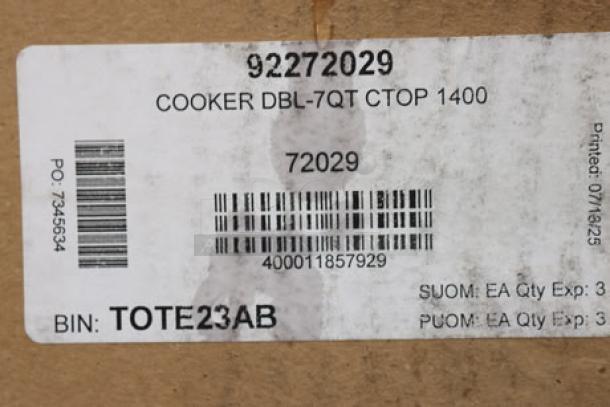 92272029
COOKER DBL-7QT CTOP 1400
72029
PO: 7345634
Printed: 07/18/25
400011857929
SUOM: EA Qty Exp: 3
PUOM: EA Qty Exp: 3
BIN: TOTE23AB